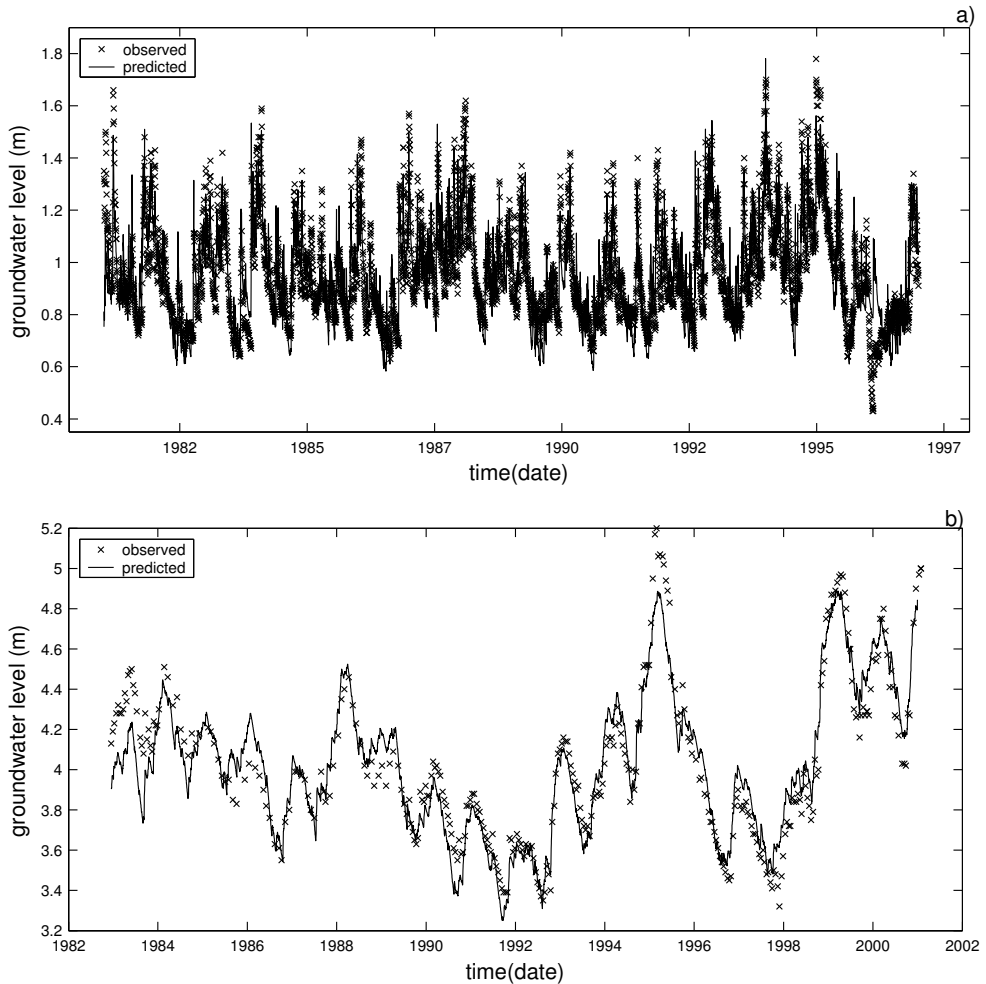 a)
observed
predicted
1.8
1.6
1.4
1.2
1
0.8
0.6
0.4
groundwater level (m)
1982 1985 1987 1990 1992 1995 1997
time(date)
b)
observed
predicted
5.2
5
4.8
4.6
4.4
4.2
4
3.8
3.6
3.4
3.2
groundwater level (m)
1982 1984 1986 1988 1990 1992 1994 1996 1998 2000 2002
time(date)